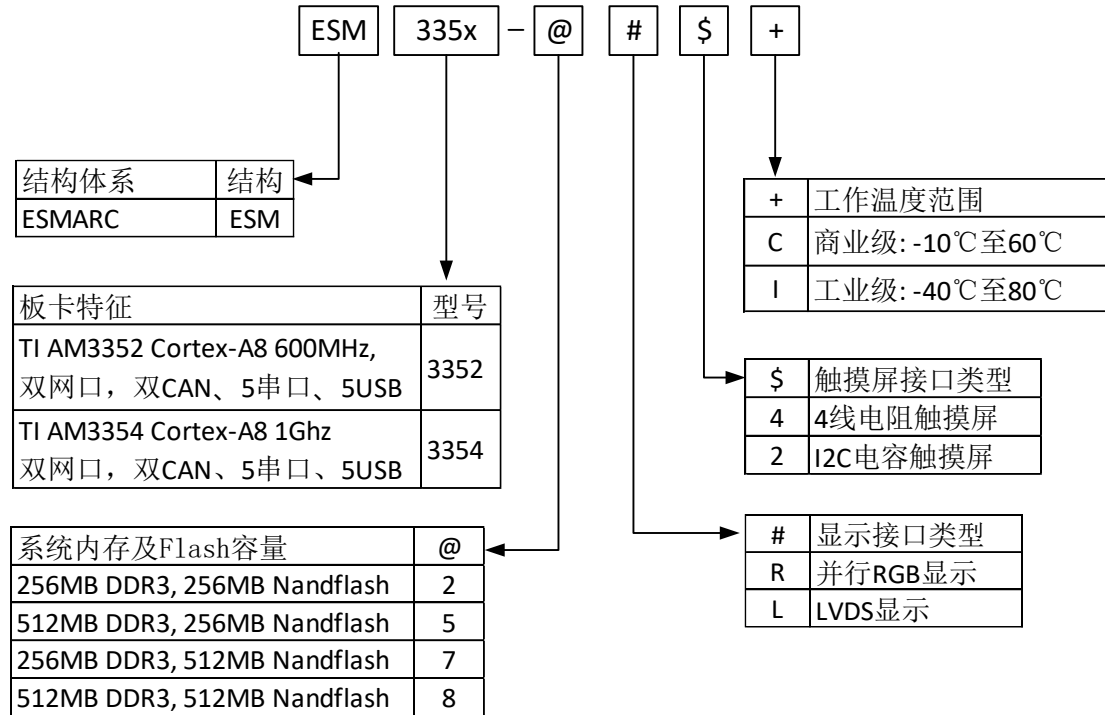 ESM 335x – @ # $ +
结构体系 结构
ESMARC ESM
+ 工作温度范围
C 商业级: -10℃至60℃
I 工业级: -40℃至80℃
板卡特征 型号
TI AM3352 Cortex-A8 600MHz,
双网口，双CAN、5串口、5USB 3352
TI AM3354 Cortex-A8 1Ghz
双网口，双CAN、5串口、5USB 3354
$ 触摸屏接口类型
4 4线电阻触摸屏
2 I2C电容触摸屏
系统内存及Flash容量 @
256MB DDR3, 256MB Nandflash 2
512MB DDR3, 256MB Nandflash 5
256MB DDR3, 512MB Nandflash 7
512MB DDR3, 512MB Nandflash 8
# 显示接口类型
R 并行RGB显示
L LVDS显示